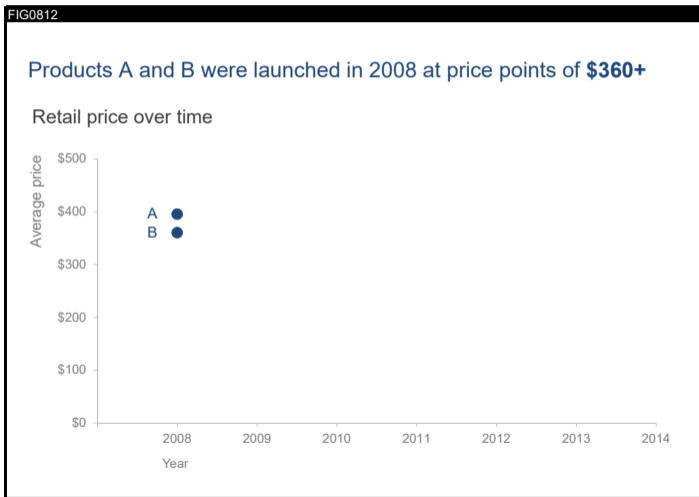 FIG0812
Products A and B were launched in 2008 at price points of $360+
Retail price over time
Average price
$500
$400
$300
$200
$100
$0
A
B
2008 2009 2010 2011 2012 2013 2014
Year